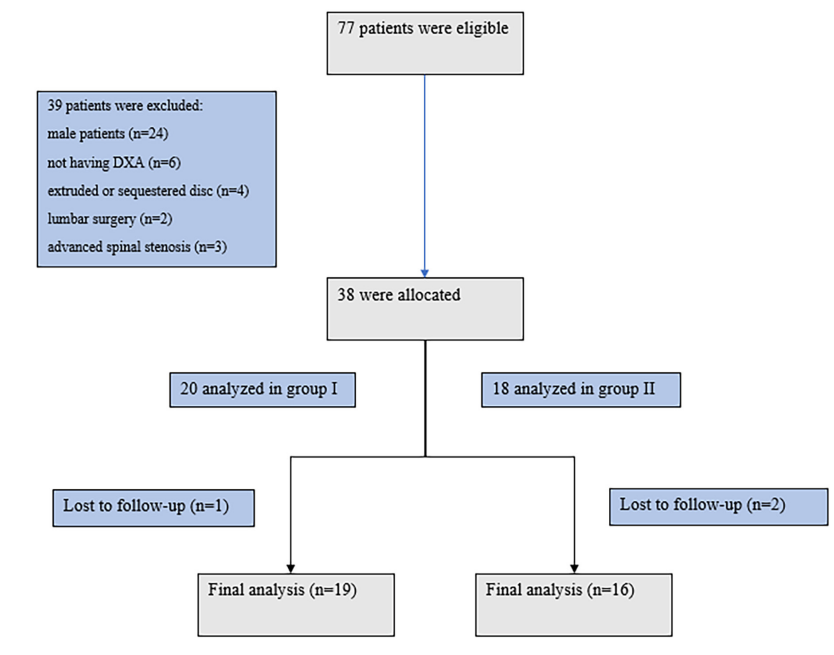 77 patients were eligible
39 patients were excluded:
male patients (n=24)
not having DXA (n=6)
extruded or sequestered disc (n=4)
lumbar surgery (n=2)
advanced spinal stenosis (n=3)
38 were allocated
20 analyzed in group I
18 analyzed in group II
Lost to follow-up (n=1)
Lost to follow-up (n=2)
Final analysis (n=19)
Final analysis (n=16)